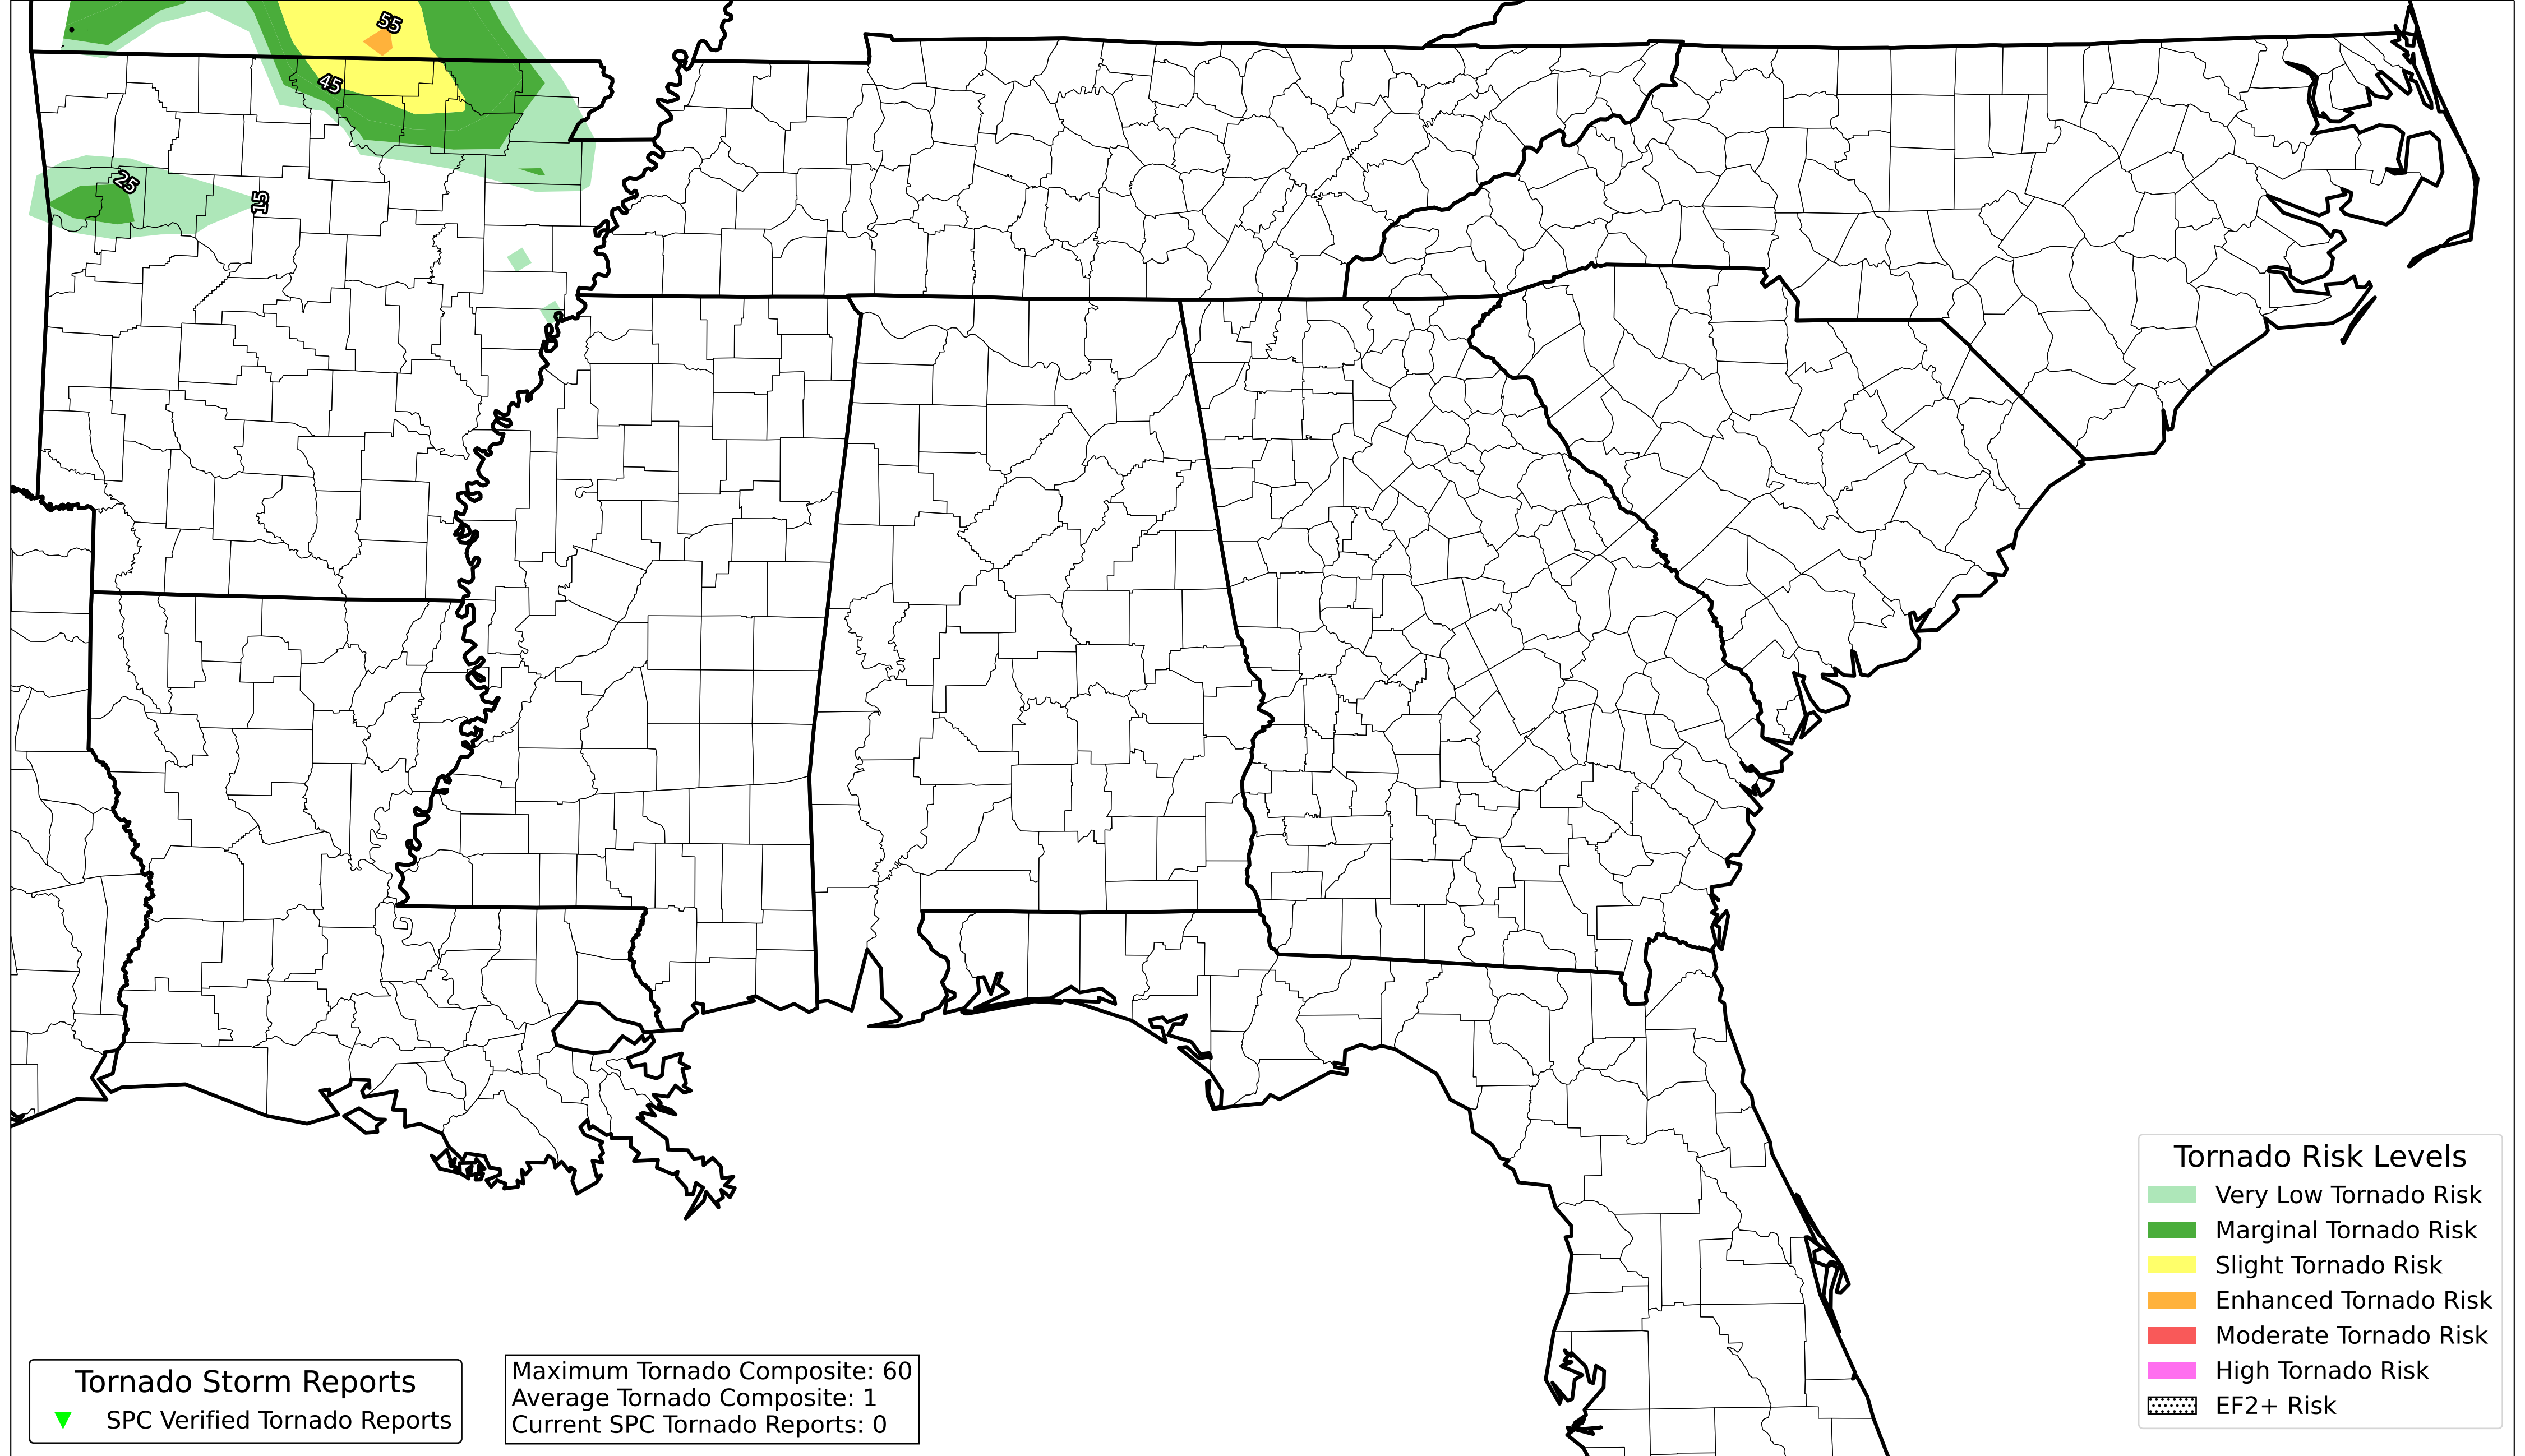 55
45
25
15
Tornado Risk Levels
Very Low Tornado Risk
Marginal Tornado Risk
Slight Tornado Risk
Enhanced Tornado Risk
Moderate Tornado Risk
High Tornado Risk
EF2+ Risk
Tornado Storm Reports
SPC Verified Tornado Reports
Maximum Tornado Composite: 60
Average Tornado Composite: 1
Current SPC Tornado Reports: 0